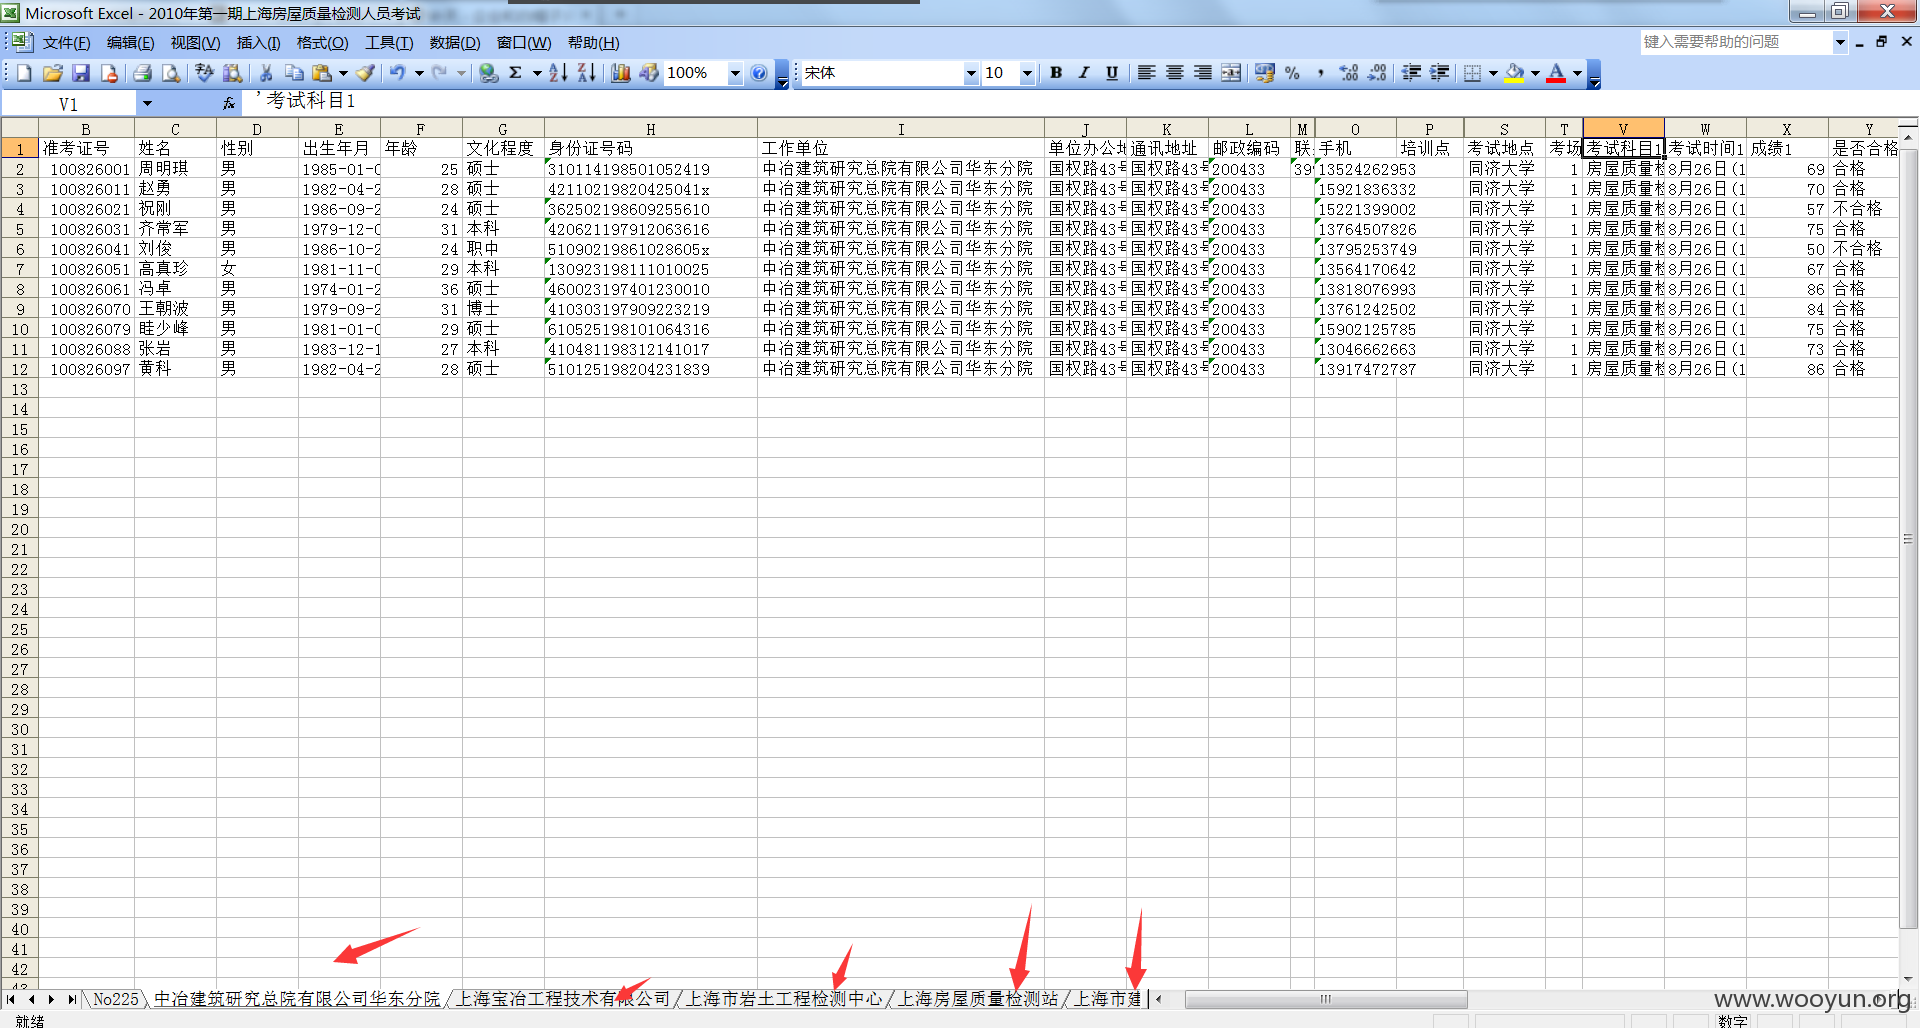 Microsoft Excel - 2010年第一期上海房屋质量检测人员考试
文件(F) 编辑(E) 视图(V) 插入(I) 格式(O) 工具(T) 数据(D) 窗口(W) 帮助(H) 键入需要帮助的问题
100% 宋体 10 B I U
V1 fx '考试科目1
B C D E F G H I J K L M O P S T V W X Y
1 准考证号 姓名 性别 出生年月 年龄 文化程度 身份证号码 工作单位 单位办公地 通讯地址 邮政编码 联 手机 培训点 考试地点 考场 考试科目1 考试时间1 成绩1 是否合格
2 100826001 周明琪 男 1985-01-0 25 硕士 310114198501052419 中冶建筑研究总院有限公司华东分院 国权路43号 国权路43号 200433 39 13524262953 同济大学 1 房屋质量检 8月26日(1 69 合格
3 100826011 赵勇 男 1982-04-2 28 硕士 42110219820425041x 中冶建筑研究总院有限公司华东分院 国权路43号 国权路43号 200433 15921836332 同济大学 1 房屋质量检 8月26日(1 70 合格
4 100826021 祝刚 男 1986-09-2 24 硕士 362502198609255610 中冶建筑研究总院有限公司华东分院 国权路43号 国权路43号 200433 15221399002 同济大学 1 房屋质量检 8月26日(1 57 不合格
5 100826031 齐常军 男 1979-12-0 31 本科 420621197912063616 中冶建筑研究总院有限公司华东分院 国权路43号 国权路43号 200433 13764507826 同济大学 1 房屋质量检 8月26日(1 75 合格
6 100826041 刘俊 男 1986-10-2 24 职中 51090219861028605x 中冶建筑研究总院有限公司华东分院 国权路43号 国权路43号 200433 13795253749 同济大学 1 房屋质量检 8月26日(1 50 不合格
7 100826051 高真珍 女 1981-11-0 29 本科 130923198111010025 中冶建筑研究总院有限公司华东分院 国权路43号 国权路43号 200433 13564170642 同济大学 1 房屋质量检 8月26日(1 67 合格
8 100826061 冯卓 男 1974-01-2 36 硕士 460023197401230010 中冶建筑研究总院有限公司华东分院 国权路43号 国权路43号 200433 13818076993 同济大学 1 房屋质量检 8月26日(1 86 合格
9 100826070 王朝波 男 1979-09-2 31 博士 410303197909223219 中冶建筑研究总院有限公司华东分院 国权路43号 国权路43号 200433 13761242502 同济大学 1 房屋质量检 8月26日(1 84 合格
10 100826079 眭少峰 男 1981-01-0 29 硕士 610525198101064316 中冶建筑研究总院有限公司华东分院 国权路43号 国权路43号 200433 15902125785 同济大学 1 房屋质量检 8月26日(1 75 合格
11 100826088 张岩 男 1983-12-1 27 本科 410481198312141017 中冶建筑研究总院有限公司华东分院 国权路43号 国权路43号 200433 13046662663 同济大学 1 房屋质量检 8月26日(1 73 合格
12 100826097 黄科 男 1982-04-2 28 硕士 510125198204231839 中冶建筑研究总院有限公司华东分院 国权路43号 国权路43号 200433 13917472787 同济大学 1 房屋质量检 8月26日(1 86 合格
13
14
15
16
17
18
19
20
21
22
23
24
25
26
27
28
29
30
31
32
33
34
35
36
37
38
39
40
41
42
43
No225 中冶建筑研究总院有限公司华东分院 上海宝冶工程技术有限公司 上海市岩土工程检测中心 上海房屋质量检测站 上海市建
www.wooyun.org
就绪 数字